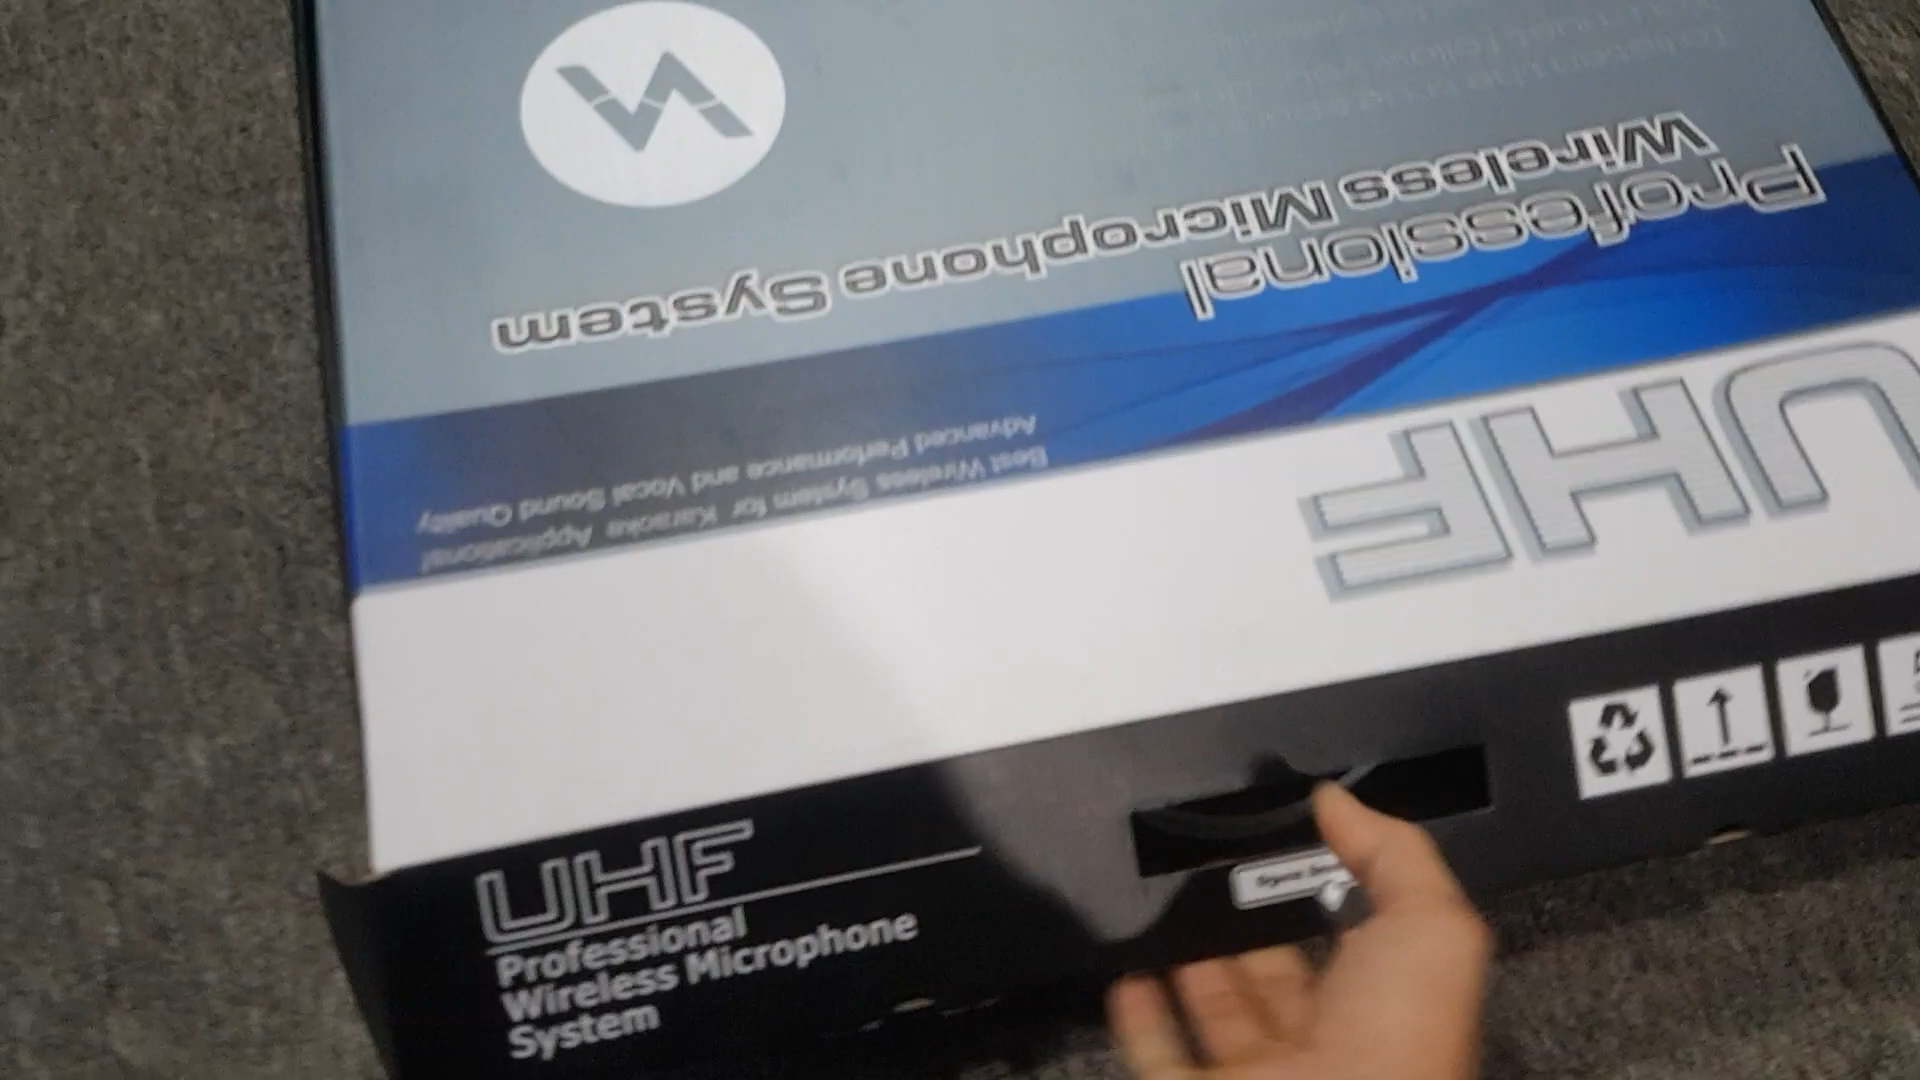 UHF
Professional
Wireless Microphone System
Best Wireless System for Karaoke Applications!
Advanced Performance and Vocal Sound Quality
UHF
Professional
Wireless Microphone
System